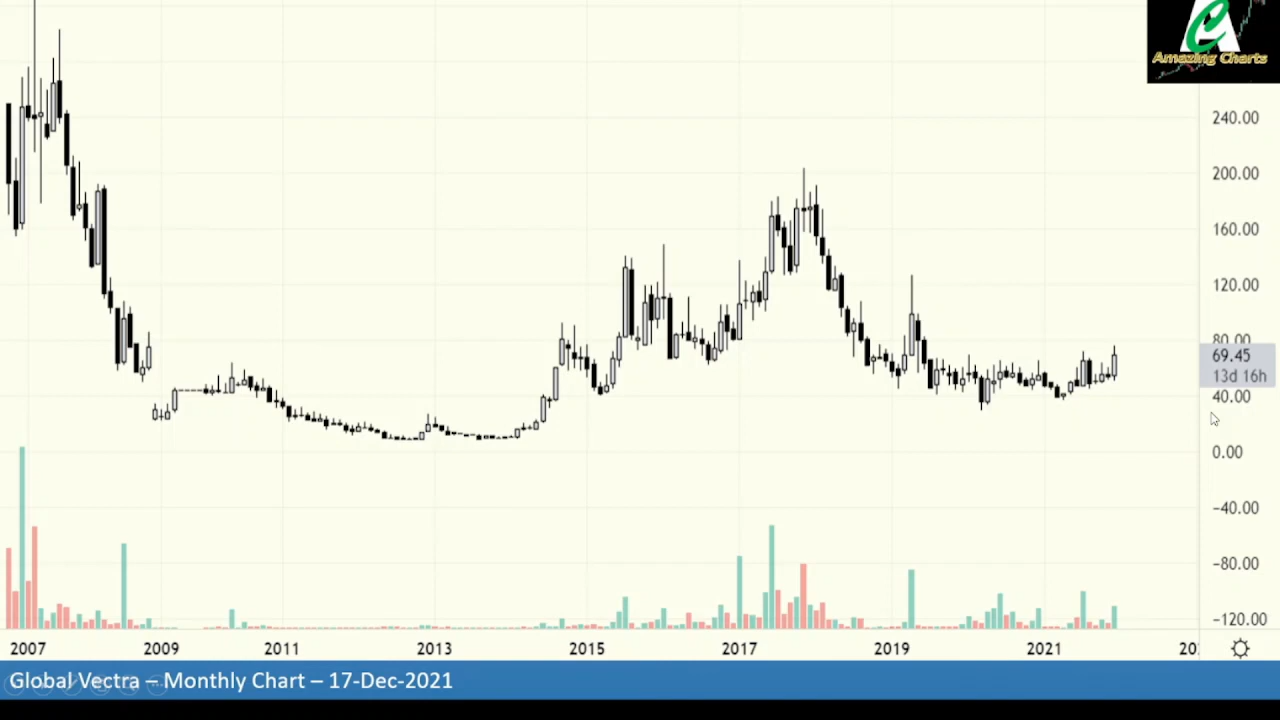 Amazing Charts
240.00
200.00
160.00
120.00
80.00
69.45
13d 16h
40.00
0.00
−40.00
−80.00
−120.00
2007 2009 2011 2013 2015 2017 2019 2021 20
Global Vectra – Monthly Chart – 17-Dec-2021